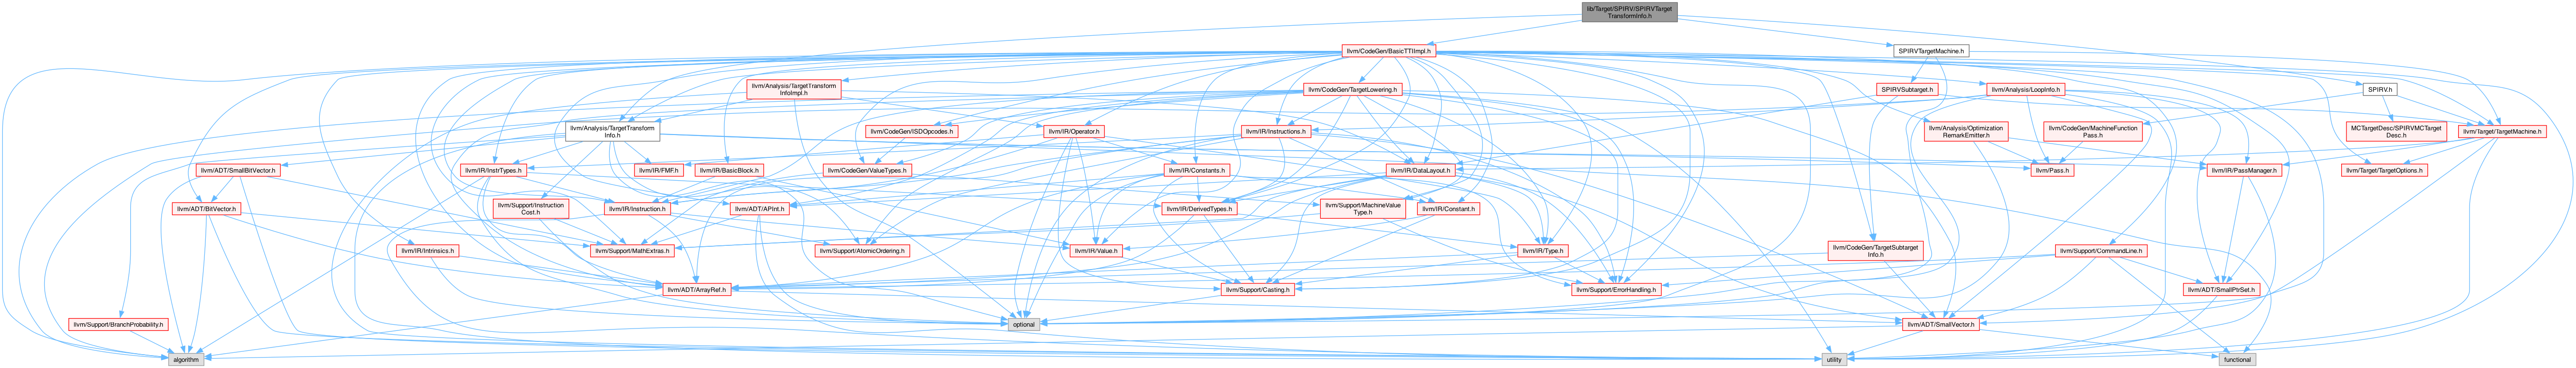 lib/Target/SPIRV/SPIRVTarget
TransformInfo.h
llvm/CodeGen/BasicTTIImpl.h
SPIRVTargetMachine.h
llvm/Analysis/TargetTransform
InfoImpl.h
llvm/CodeGen/TargetLowering.h
SPIRVSubtarget.h
llvm/Analysis/LoopInfo.h
SPIRV.h
llvm/Analysis/TargetTransform
Info.h
llvm/CodeGen/ISDOpcodes.h
llvm/IR/Operator.h
llvm/IR/Instructions.h
llvm/Analysis/Optimization
RemarkEmitter.h
llvm/CodeGen/MachineFunction
Pass.h
MCTargetDesc/SPIRVMCTarget
Desc.h
llvm/Target/TargetMachine.h
llvm/ADT/SmallBitVector.h
llvm/IR/InstrTypes.h
llvm/IR/FMF.h
llvm/IR/BasicBlock.h
llvm/CodeGen/ValueTypes.h
llvm/IR/Constants.h
llvm/IR/DataLayout.h
llvm/Pass.h
llvm/IR/PassManager.h
llvm/Target/TargetOptions.h
llvm/ADT/BitVector.h
llvm/Support/Instruction
Cost.h
llvm/IR/Instruction.h
llvm/ADT/APInt.h
llvm/IR/DerivedTypes.h
llvm/Support/MachineValue
Type.h
llvm/IR/Constant.h
llvm/IR/Intrinsics.h
llvm/Support/MathExtras.h
llvm/Support/AtomicOrdering.h
llvm/IR/Value.h
llvm/IR/Type.h
llvm/CodeGen/TargetSubtarget
Info.h
llvm/Support/CommandLine.h
llvm/ADT/ArrayRef.h
llvm/Support/Casting.h
llvm/Support/ErrorHandling.h
llvm/ADT/SmallPtrSet.h
llvm/Support/BranchProbability.h
optional
llvm/ADT/SmallVector.h
algorithm
utility
functional